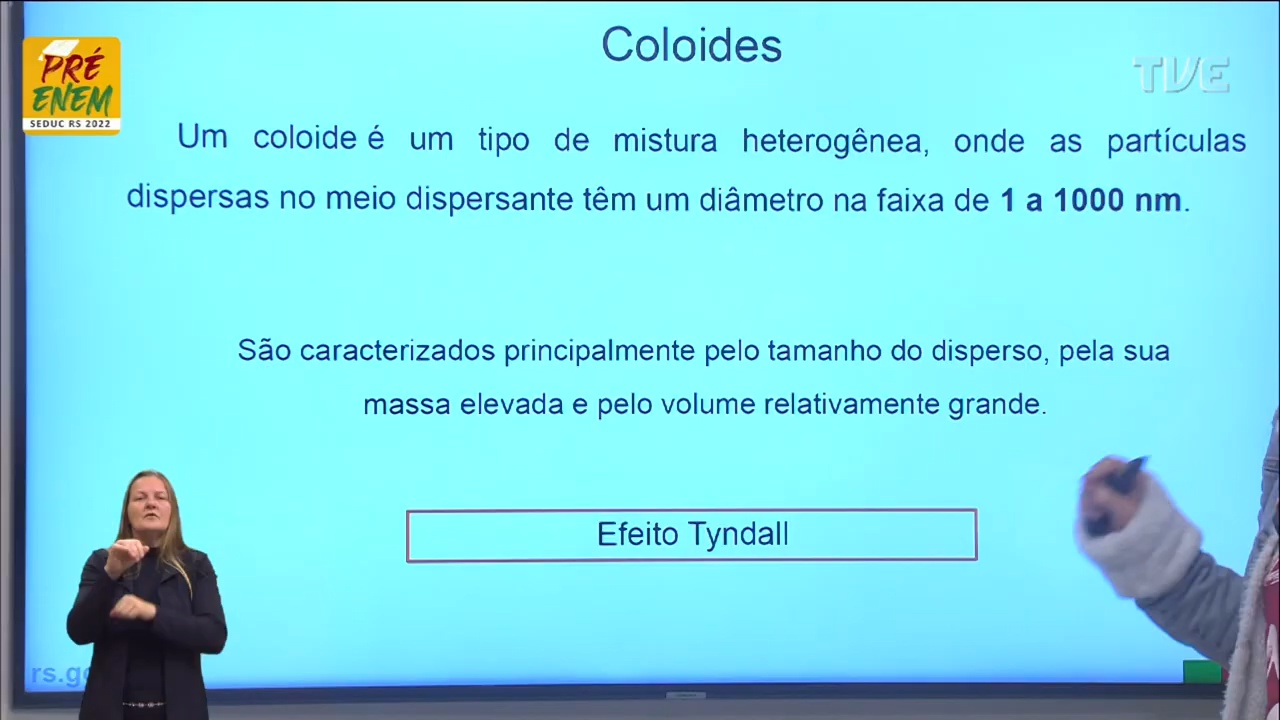 Coloides
PRÉ
ENEM
SEDUC RS 2022
TVE
Um coloide é um tipo de mistura heterogênea, onde as partículas
dispersas no meio dispersante têm um diâmetro na faixa de 1 a 1000 nm.
São caracterizados principalmente pelo tamanho do disperso, pela sua
massa elevada e pelo volume relativamente grande.
Efeito Tyndall